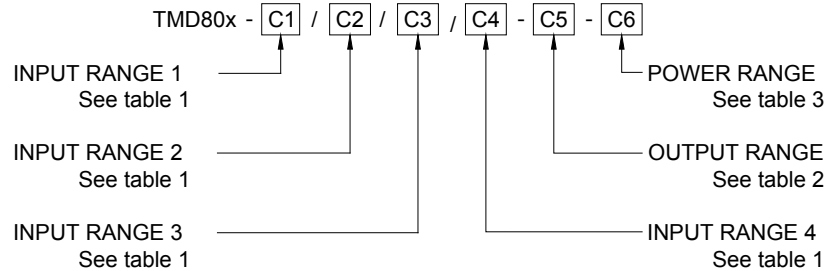 TMD80x - C1 / C2 / C3 / C4 - C5 - C6
INPUT RANGE 1
See table 1
POWER RANGE
See table 3
INPUT RANGE 2
See table 1
OUTPUT RANGE
See table 2
INPUT RANGE 3
See table 1
INPUT RANGE 4
See table 1